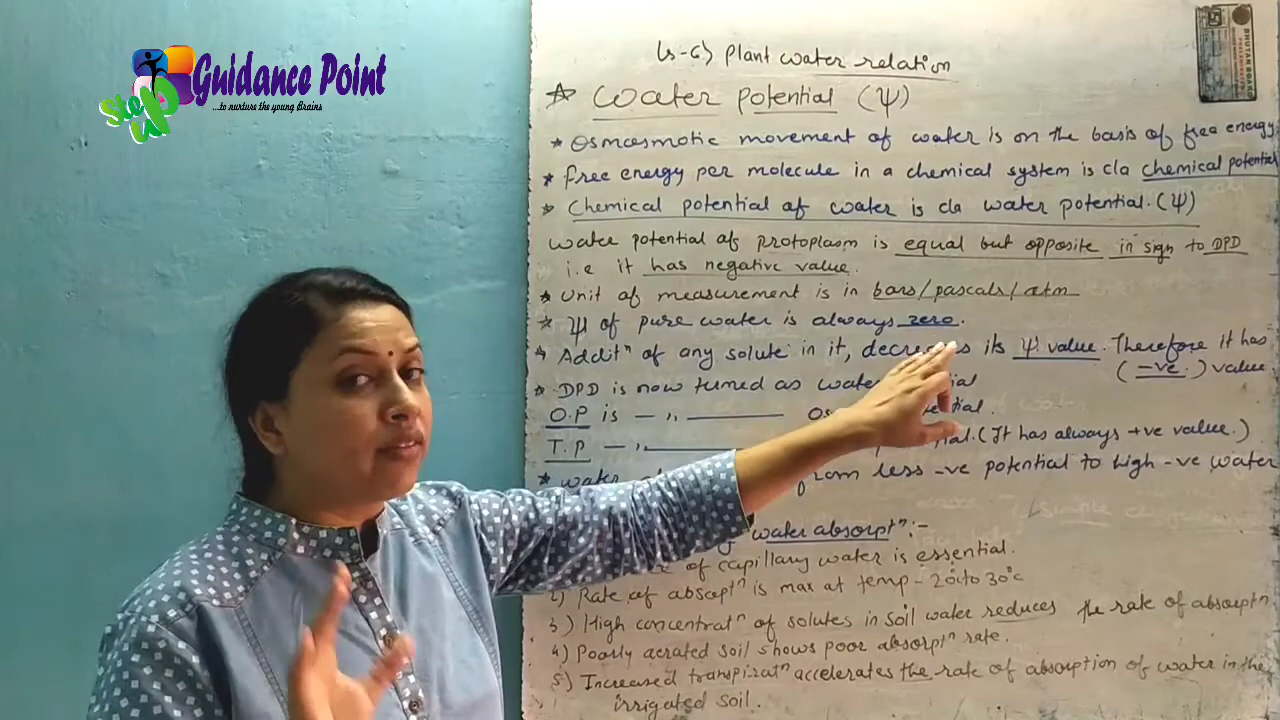 Guidance Point
...to nurture the young Brains
Step up
(s-6) Plant water relation
★ Water potential (Ψ)
★ Osmosmotic movement of water is on the basis of free energy
★ free energy per molecule in a chemical system is c/a chemical potential
★ Chemical potential of water is c/a water potential. (Ψ)
water potential of protoplasm is equal but opposite in sign to DPD
i.e it has negative value.
★ Unit of measurement is in bars/pascals/atm
★ Ψ of pure water is always zero.
★ Additⁿ of any solute in it, decreases its Ψ value. Therefore it has
(-ve) value.
★ DPD is now turmed as water
O.P is — ,, ———
T.P — ,, ——— (It has always +ve value.)
★ water from less -ve potential to high -ve water
water absorptⁿ :-
of capillary water is essential.
2) Rate of absorptⁿ is max at temp - 20°c to 30°c
3) High concentratⁿ of solutes in soil water reduces the rate of absorptⁿ
4) Poorly aerated soil shows poor absorptⁿ rate.
5) Increased transpiratⁿ accelerates the rate of absorption of water in the
irrigated soil.